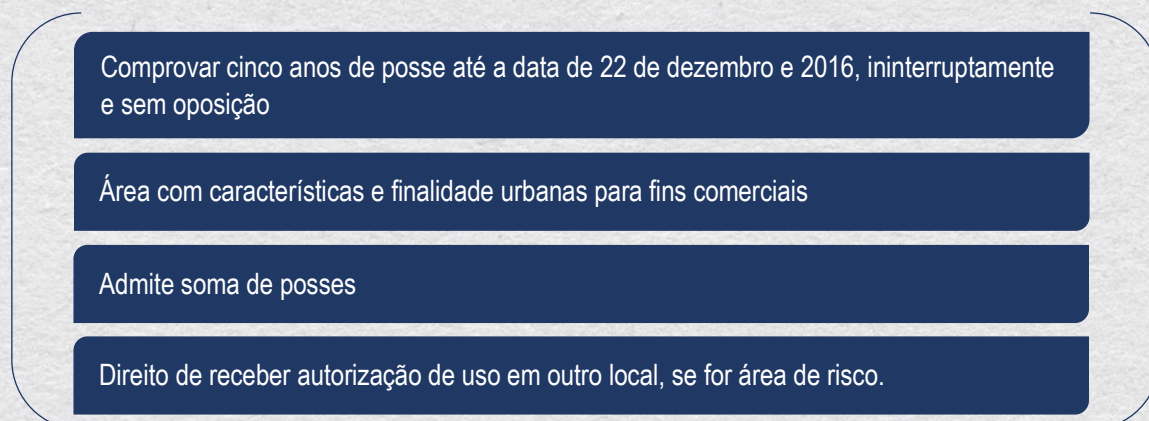 Comprovar cinco anos de posse até a data de 22 de dezembro e 2016, ininterruptamente
e sem oposição
Área com características e finalidade urbanas para fins comerciais
Admite soma de posses
Direito de receber autorização de uso em outro local, se for área de risco.